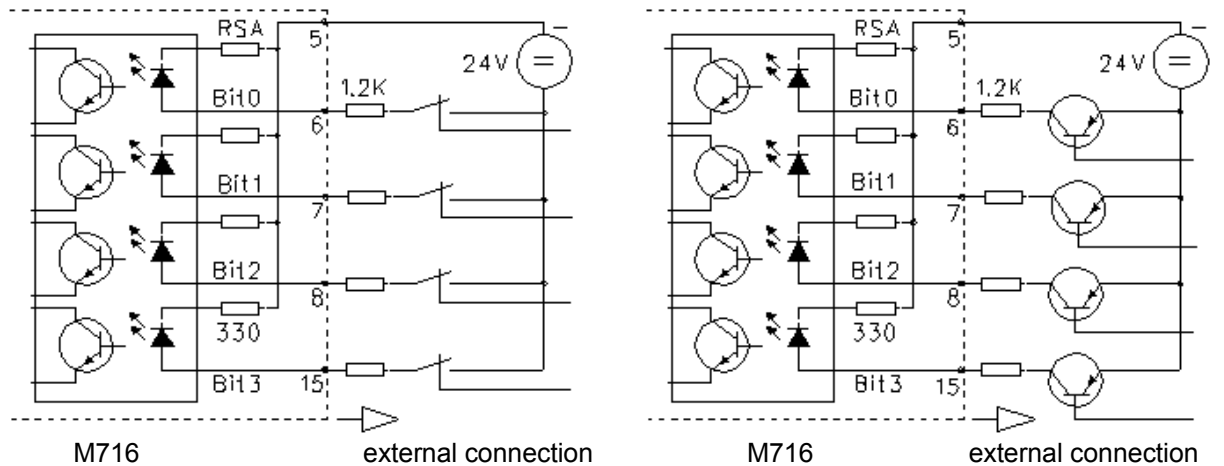 RSA
5
−
24V
=
1.2K
Bit0
6
Bit1
7
Bit2
8
330
Bit3
15
M716
external connection
RSA
5
−
24V
=
1.2K
Bit0
6
Bit1
7
Bit2
8
330
Bit3
15
M716
external connection